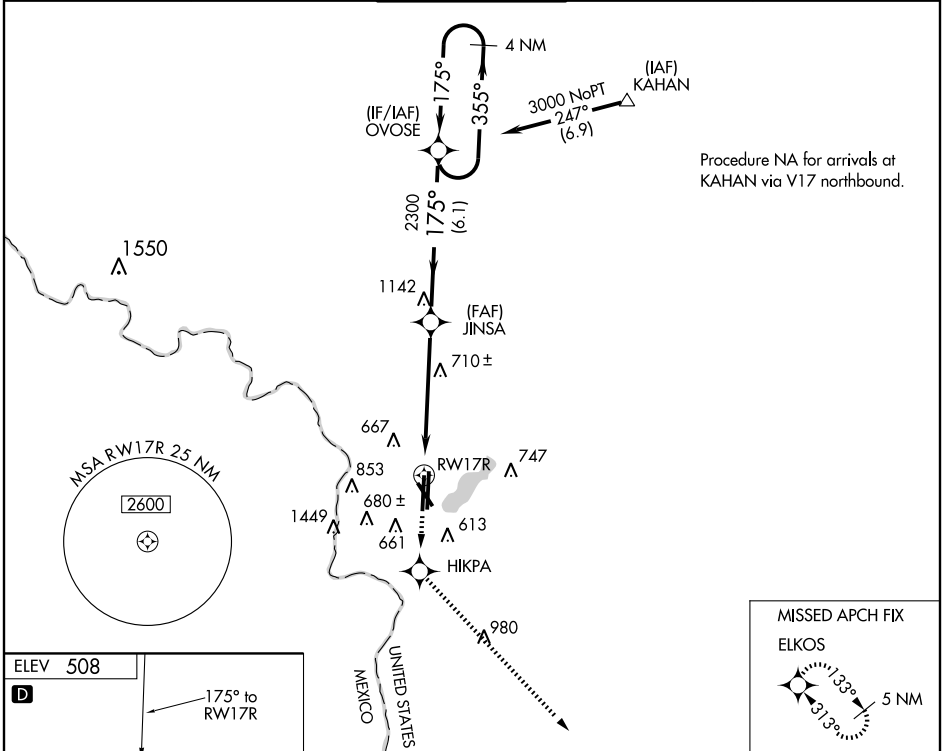 4 NM
175°
355°
(IAF)
KAHAN
3000 NoPT
247°
(6.9)
(IF/IAF)
OVOSE
Procedure NA for arrivals at
KAHAN via V17 northbound.
2300
175°
(6.1)
1550
1142
(FAF)
JINSA
710 ±
667
MSA RW17R 25 NM
2600
853
RW17R
747
680 ±
1449
661
613
HIKPA
980
MISSED APCH FIX
ELKOS
133°
313°
5 NM
UNITED STATES
MEXICO
ELEV 508
D
175° to
RW17R